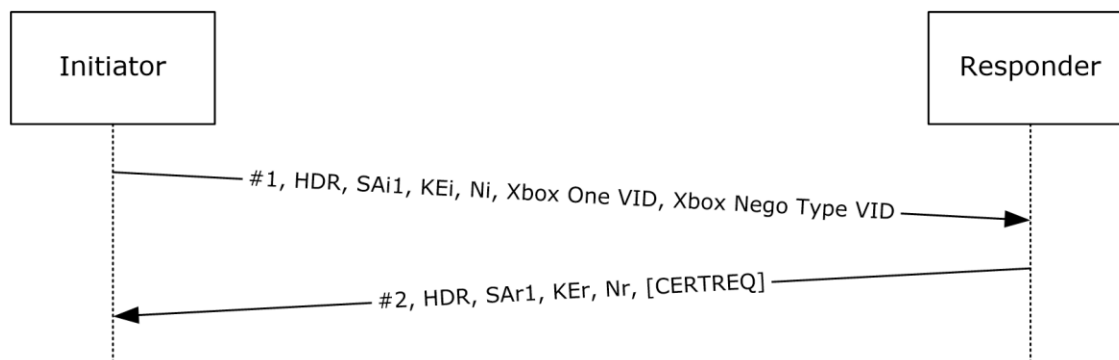 Initiator
Responder
#1, HDR, SAi1, KEi, Ni, Xbox One VID, Xbox Nego Type VID
#2, HDR, SAr1, KEr, Nr, [CERTREQ]